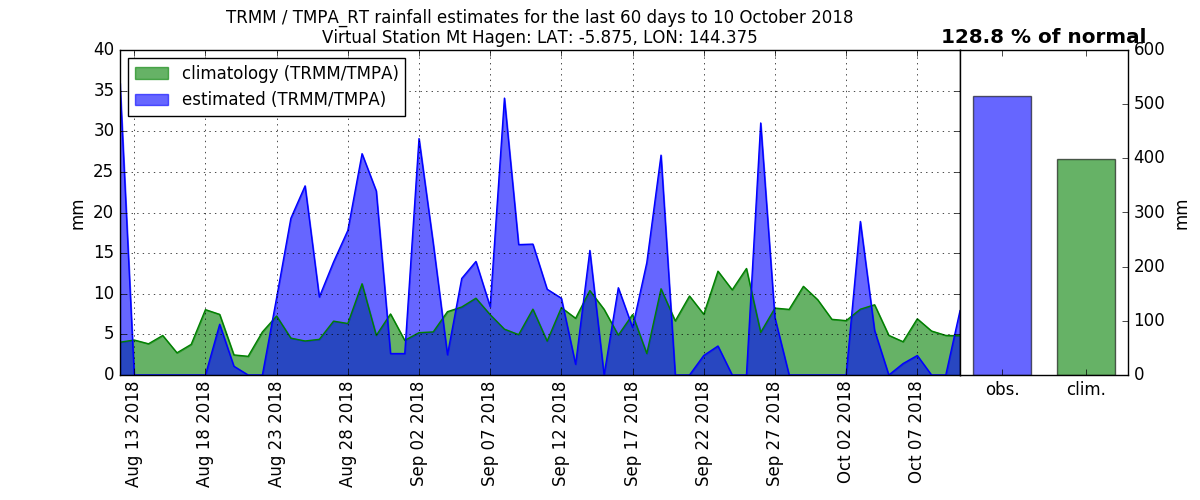 TRMM / TMPA_RT rainfall estimates for the last 60 days to 10 October 2018
Virtual Station Mt Hagen: LAT: -5.875, LON: 144.375
128.8 % of normal
climatology (TRMM/TMPA)
estimated (TRMM/TMPA)
40
35
30
25
20
15
10
5
0
mm
Aug 13 2018
Aug 18 2018
Aug 23 2018
Aug 28 2018
Sep 02 2018
Sep 07 2018
Sep 12 2018
Sep 17 2018
Sep 22 2018
Sep 27 2018
Oct 02 2018
Oct 07 2018
obs.
clim.
600
500
400
300
200
100
0
mm